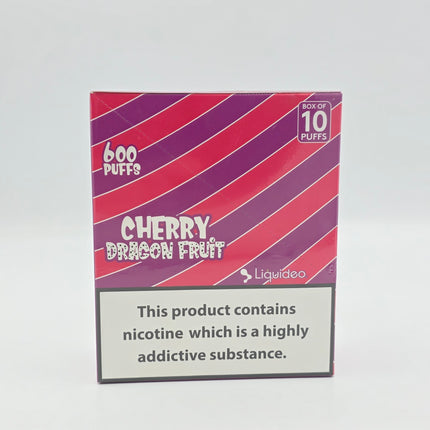 BOX OF
10
PUFFS
600
PUFFS
CHERRY,
DRAGON FRUIT
Liquideo
This product contains
nicotine which is a highly
addictive substance.